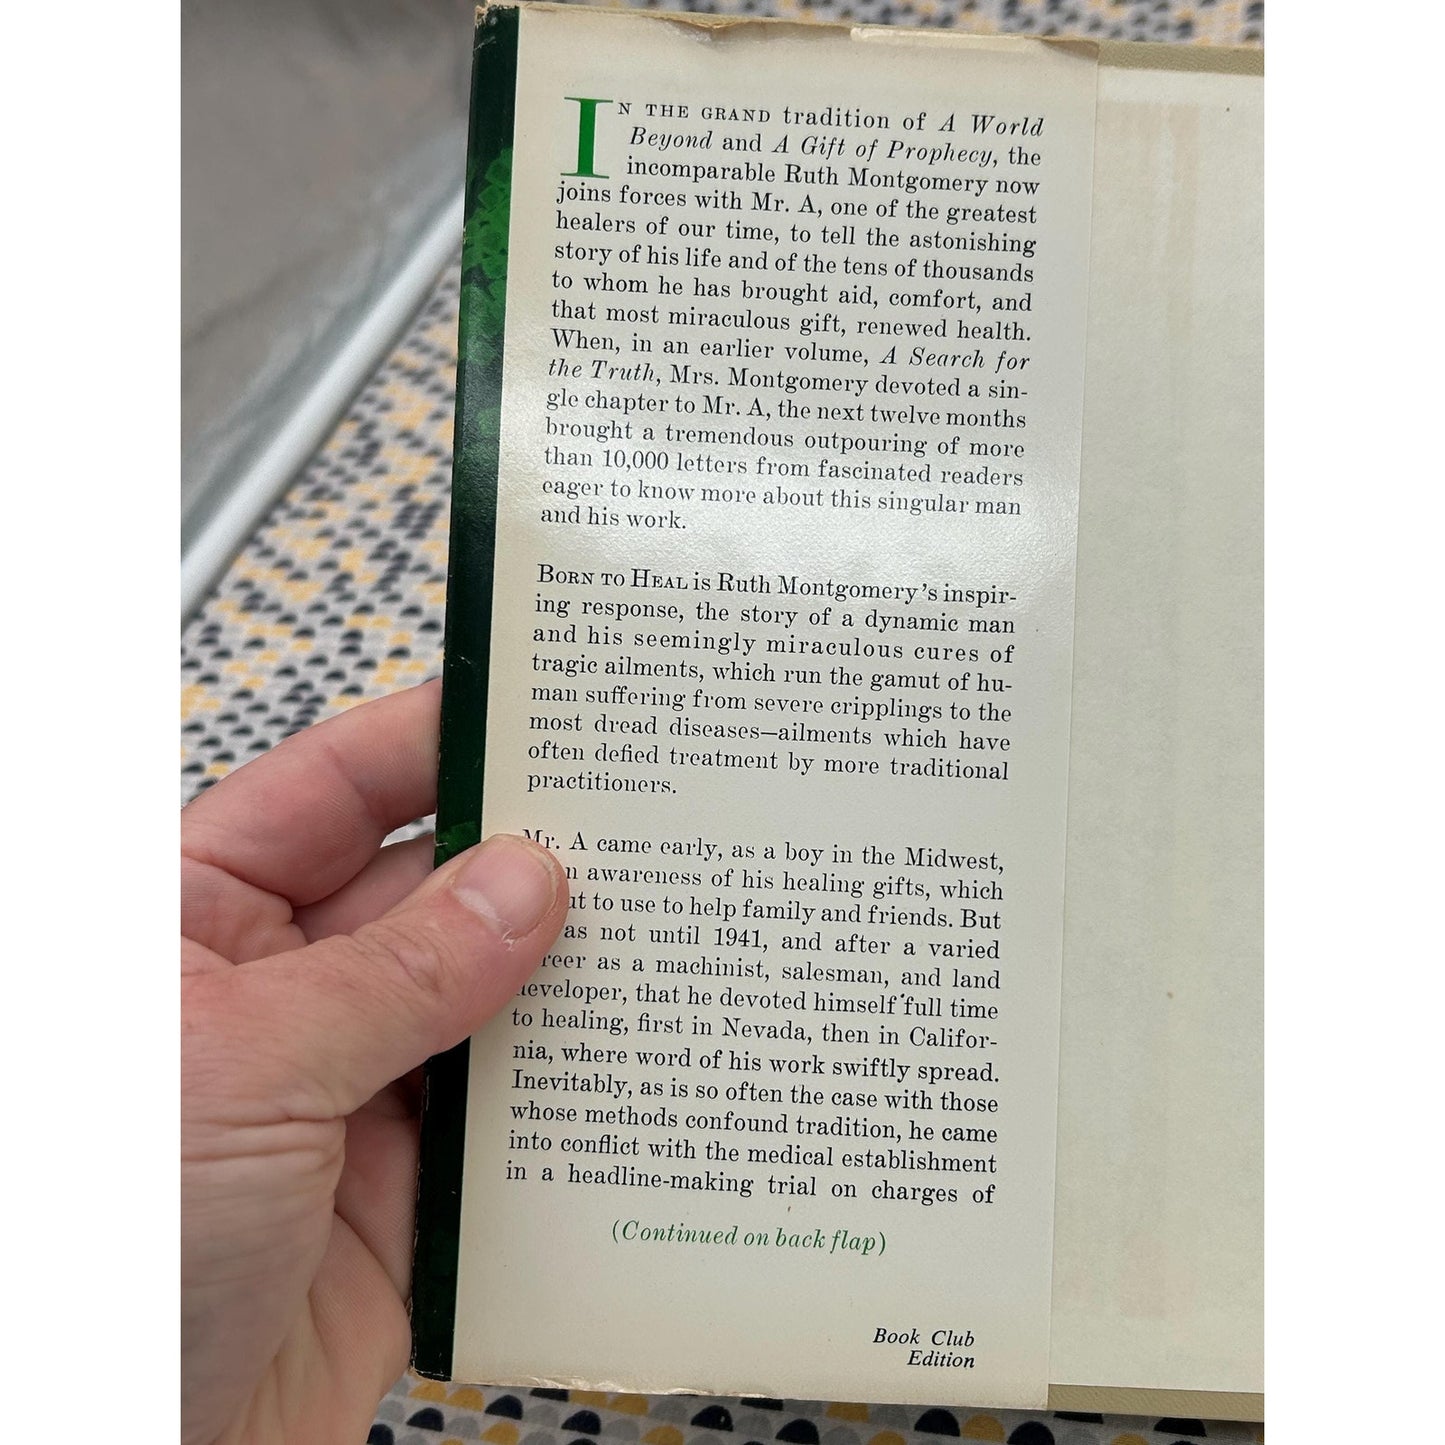 IN THE GRAND tradition of A World
Beyond and A Gift of Prophecy, the
incomparable Ruth Montgomery now
joins forces with Mr. A, one of the greatest
healers of our time, to tell the astonishing
story of his life and of the tens of thousands
to whom he has brought aid, comfort, and
that most miraculous gift, renewed health.
When, in an earlier volume, A Search for
the Truth, Mrs. Montgomery devoted a sin-
gle chapter to Mr. A, the next twelve months
brought a tremendous outpouring of more
than 10,000 letters from fascinated readers
eager to know more about this singular man
and his work.
BORN TO HEAL is Ruth Montgomery's inspir-
ing response, the story of a dynamic man
and his seemingly miraculous cures of
tragic ailments, which run the gamut of hu-
man suffering from severe cripplings to the
most dread diseases—ailments which have
often defied treatment by more traditional
practitioners.
Mr. A came early, as a boy in the Midwest,
awareness of his healing gifts, which
to use to help family and friends. But
not until 1941, and after a varied
as a machinist, salesman, and land
developer, that he devoted himself full time
to healing, first in Nevada, then in Califor-
nia, where word of his work swiftly spread.
Inevitably, as is so often the case with those
whose methods confound tradition, he came
into conflict with the medical establishment
in a headline-making trial on charges of
(Continued on back flap)
Book Club
Edition